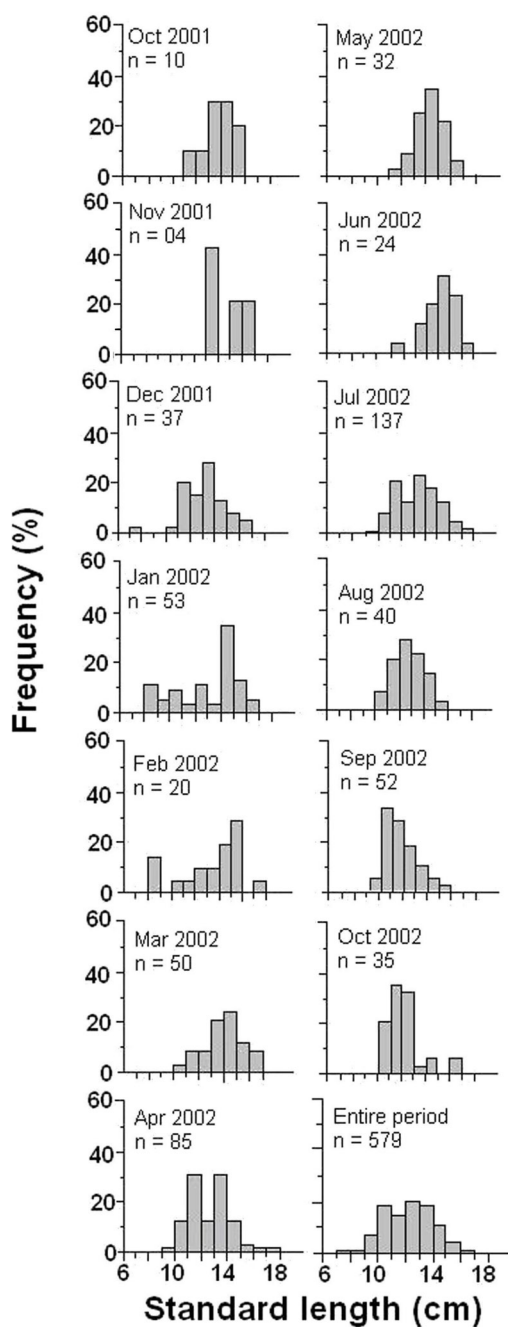 Frequency (%)
60
40
20
0
Oct 2001
n = 10
May 2002
n = 32
60
40
20
0
Nov 2001
n = 04
Jun 2002
n = 24
60
40
20
0
Dec 2001
n = 37
Jul 2002
n = 137
60
40
20
0
Jan 2002
n = 53
Aug 2002
n = 40
60
40
20
0
Feb 2002
n = 20
Sep 2002
n = 52
60
40
20
0
Mar 2002
n = 50
Oct 2002
n = 35
60
40
20
0
Apr 2002
n = 85
Entire period
n = 579
6 10 14 18 6 10 14 18
Standard length (cm)